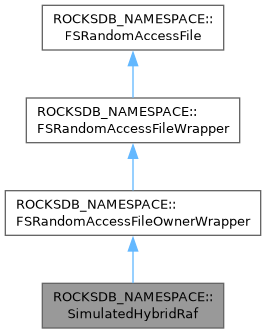 ROCKSDB_NAMESPACE::
FSRandomAccessFile
ROCKSDB_NAMESPACE::
FSRandomAccessFileWrapper
ROCKSDB_NAMESPACE::
FSRandomAccessFileOwnerWrapper
ROCKSDB_NAMESPACE::
SimulatedHybridRaf